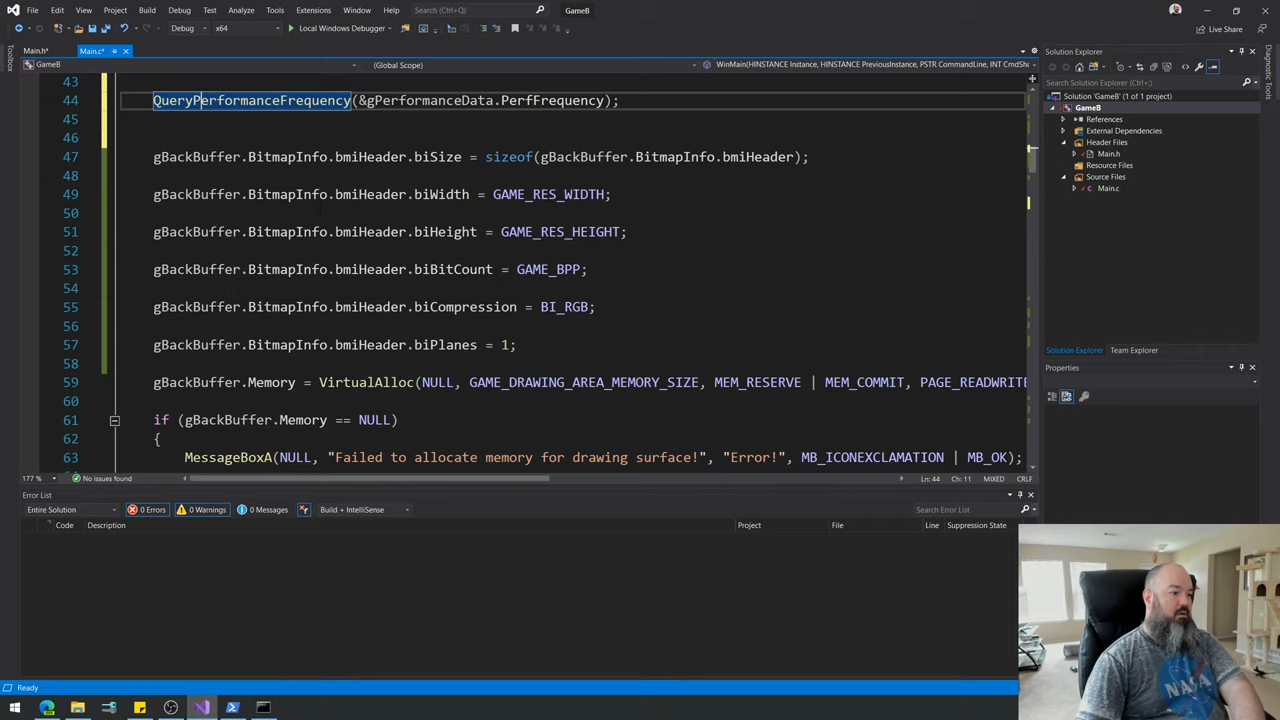 File Edit View Git Project Build Debug Test Analyze Tools Extensions Window Help Search (Ctrl+Q) GameB
Debug x64 Local Windows Debugger Live Share
Main.h* Main.c*
GameB (Global Scope) WinMain(HINSTANCE Instance, HINSTANCE PreviousInstance, PSTR CommandLine, INT CmdShow
43
44 QueryPerformanceFrequency(&gPerformanceData.PerfFrequency);
45
46
47 gBackBuffer.BitmapInfo.bmiHeader.biSize = sizeof(gBackBuffer.BitmapInfo.bmiHeader);
48
49 gBackBuffer.BitmapInfo.bmiHeader.biWidth = GAME_RES_WIDTH;
50
51 gBackBuffer.BitmapInfo.bmiHeader.biHeight = GAME_RES_HEIGHT;
52
53 gBackBuffer.BitmapInfo.bmiHeader.biBitCount = GAME_BPP;
54
55 gBackBuffer.BitmapInfo.bmiHeader.biCompression = BI_RGB;
56
57 gBackBuffer.BitmapInfo.bmiHeader.biPlanes = 1;
58
59 gBackBuffer.Memory = VirtualAlloc(NULL, GAME_DRAWING_AREA_MEMORY_SIZE, MEM_RESERVE | MEM_COMMIT, PAGE_READWRITE
60
61 if (gBackBuffer.Memory == NULL)
62 {
63 MessageBoxA(NULL, "Failed to allocate memory for drawing surface!", "Error!", MB_ICONEXCLAMATION | MB_OK);
177 % No issues found Ln: 44 Ch: 11 MIXED CRLF
Error List
Entire Solution 0 Errors 0 Warnings 0 Messages Build + IntelliSense Search Error List
Code Description Project File Line Suppression State
Toolbox
Solution Explorer
Search Solution Explorer (Ctrl+;)
Solution 'GameB' (1 of 1 project)
GameB
References
External Dependencies
Header Files
Main.h
Resource Files
Source Files
Main.c
Solution Explorer Team Explorer
Properties
Diagnostic Tools
Ready
NASA